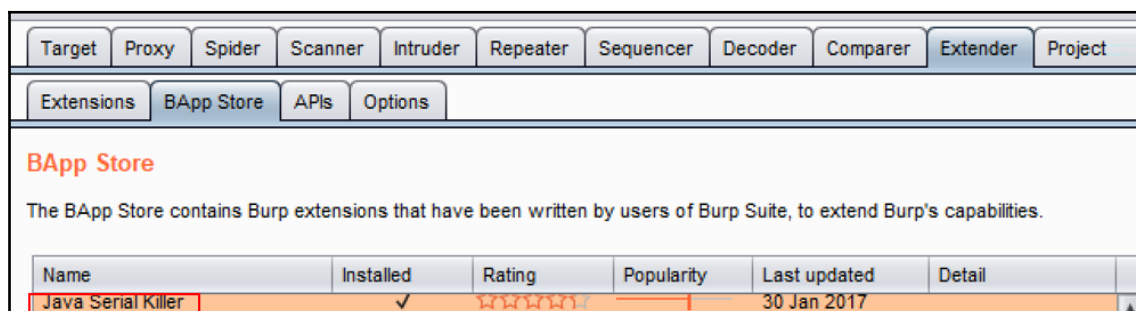 Target Proxy Spider Scanner Intruder Repeater Sequencer Decoder Comparer Extender Project
Extensions BApp Store APIs Options
BApp Store
The BApp Store contains Burp extensions that have been written by users of Burp Suite, to extend Burp's capabilities.
Name Installed Rating Popularity Last updated Detail
Java Serial Killer 30 Jan 2017